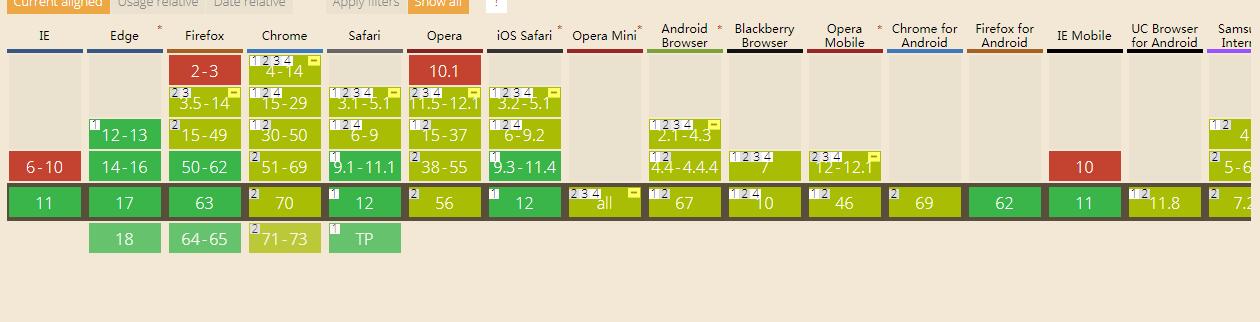 Current aligned Usage relative Date relative Apply filters Show all !
IE Edge * Firefox Chrome Safari Opera iOS Safari * Opera Mini * Android Browser * Blackberry Browser Opera Mobile * Chrome for Android Firefox for Android IE Mobile UC Browser for Android
2-3 1 2 3 4 4-14 10.1
2 3 3.5-14 1 2 4 15-29 1 2 3 4 3.1-5.1 1 2 3 4 11.5-12.1 1 2 3 4 3.2-5.1
1 12-13 2 15-49 1 2 30-50 1 2 4 6-9 1 2 15-37 1 2 4 6-9.2 1 2 3 4 2.1-4.3 1 2 4
6-10 14-16 50-62 2 51-69 1 9.1-11.1 2 38-55 1 9.3-11.4 1 2 4.4-4.4.4 2 3 4 7 2 3 4 12-12.1 10 2 5-6
11 17 63 2 70 1 12 2 56 1 12 2 3 4 all 1 2 67 1 2 4 10 1 2 46 2 69 62 11 1 2 11.8 2 7.2
18 64-65 2 71-73 1 TP